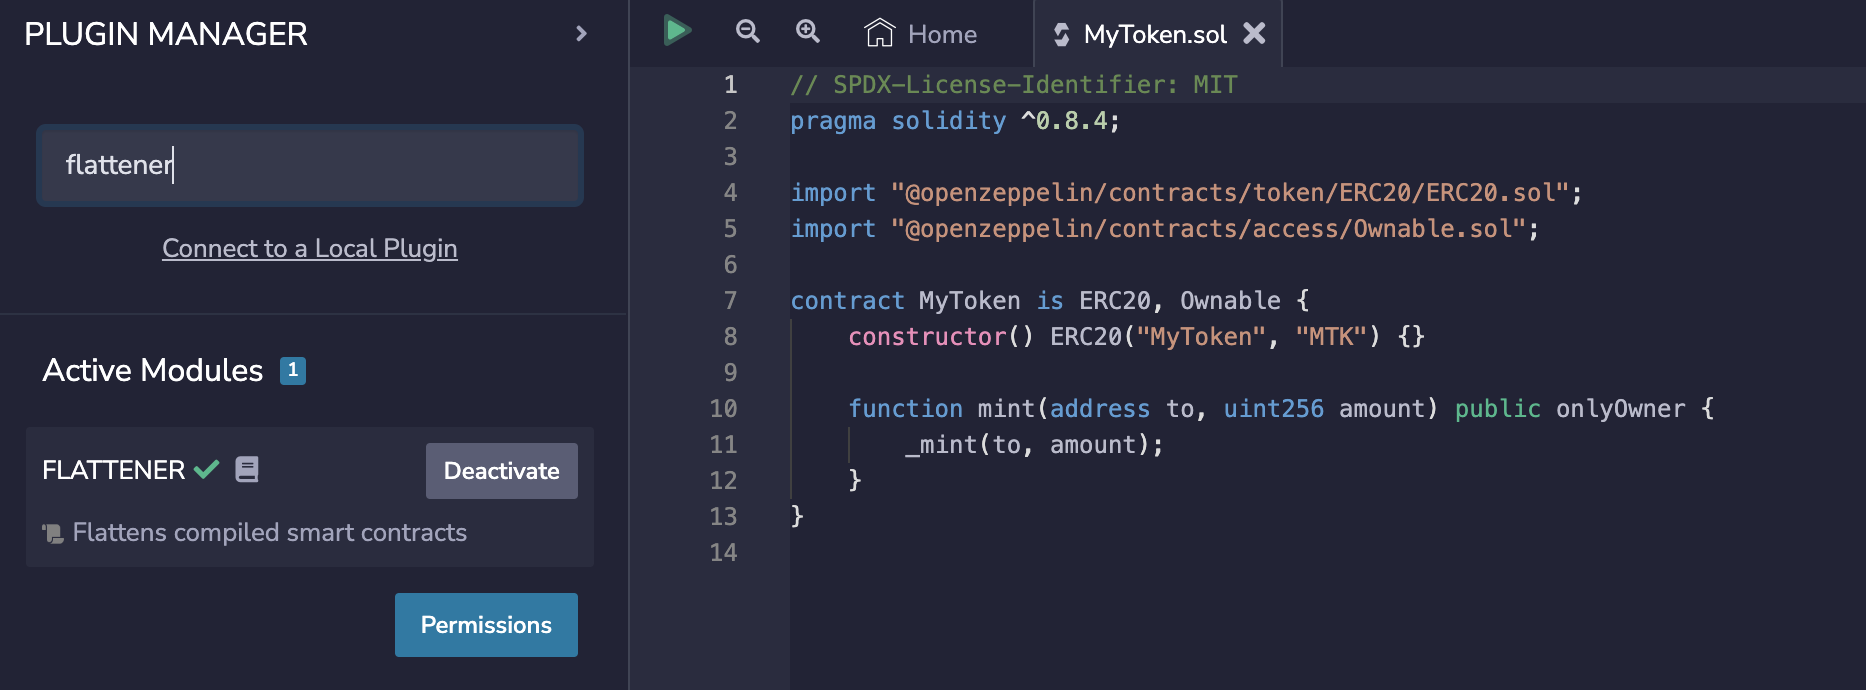 PLUGIN MANAGER
flattener
Connect to a Local Plugin
Active Modules 1
FLATTENER
Deactivate
Flattens compiled smart contracts
Permissions
Home
MyToken.sol
1 // SPDX-License-Identifier: MIT
2 pragma solidity ^0.8.4;
3
4 import "@openzeppelin/contracts/token/ERC20/ERC20.sol";
5 import "@openzeppelin/contracts/access/Ownable.sol";
6
7 contract MyToken is ERC20, Ownable {
8     constructor() ERC20("MyToken", "MTK") {}
9
10     function mint(address to, uint256 amount) public onlyOwner {
11         _mint(to, amount);
12     }
13 }
14